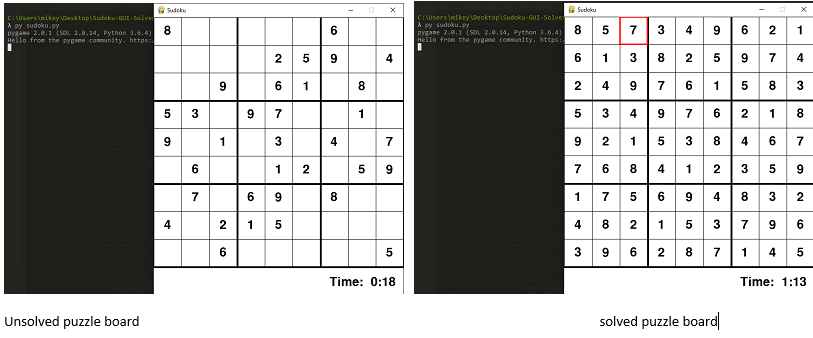 C:\Users\mikey\Desktop\Sudoku-GUI-Solve
λ py sudoku.py
pygame 2.0.1 (SDL 2.0.14, Python 3.6.4)
Hello from the pygame community. https:
Sudoku
8 6
2 5 9 4
9 6 1 8
5 3 9 7 1
9 1 3 4 7
6 1 2 5 9
7 6 9 8
4 2 1 5
6 5
Time: 0:18
Unsolved puzzle board
C:\Users\mikey\Desktop\Sudoku-GUI-Solve
λ py sudoku.py
pygame 2.0.1 (SDL 2.0.14, Python 3.6.4)
Hello from the pygame community. https:
Sudoku
8 5 7 3 4 9 6 2 1
6 1 3 8 2 5 9 7 4
2 4 9 7 6 1 5 8 3
5 3 4 9 7 6 2 1 8
9 2 1 5 3 8 4 6 7
7 6 8 4 1 2 3 5 9
1 7 5 6 9 4 8 3 2
4 8 2 1 5 3 7 9 6
3 9 6 2 8 7 1 4 5
Time: 1:13
solved puzzle board